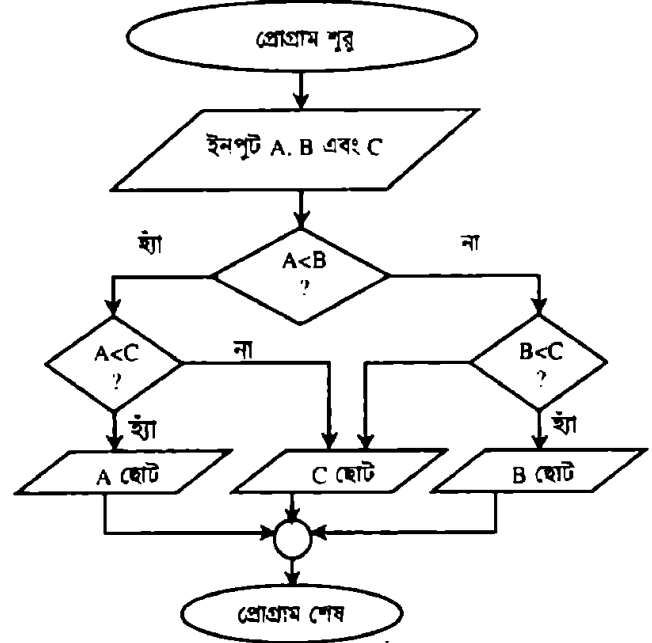 প্রোগ্রাম শুরু
ইনপুট A. B এবং C
হ্যাঁ
A<B
?
না
A<C
?
না
B<C
?
হ্যাঁ
হ্যাঁ
A ছোট
C ছোট
B ছোট
প্রোগ্রাম শেষ